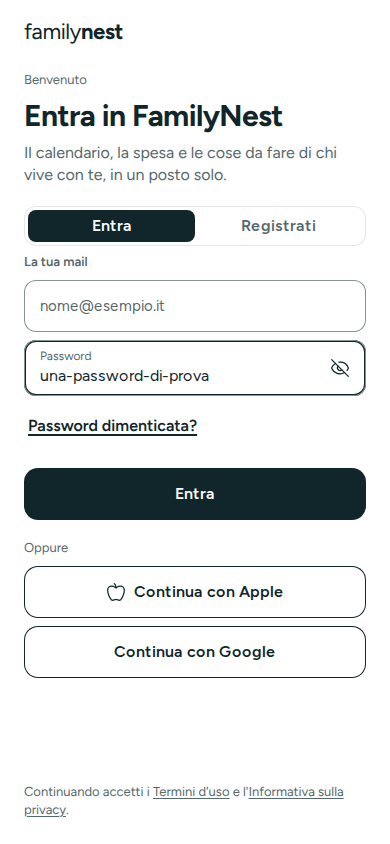 familynest
Benvenuto
Entra in FamilyNest
Il calendario, la spesa e le cose da fare di chi
vive con te, in un posto solo.
Entra
Registrati
La tua mail
nome@esempio.it
Password
una-password-di-prova
Password dimenticata?
Entra
Oppure
Continua con Apple
Continua con Google
Continuando accetti i Termini d'uso e l'Informativa sulla
privacy.